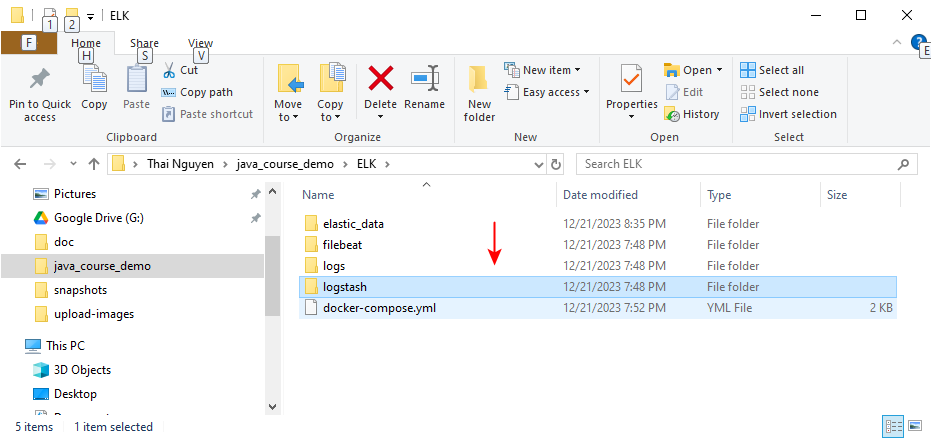 1 2 ELK
F Home Share View E
H S V
Pin to Quick access
Copy
Paste
Cut
Copy path
Paste shortcut
Clipboard
Move to
Copy to
Delete
Rename
Organize
New folder
New item
Easy access
New
Properties
Open
Edit
History
Open
Select all
Select none
Invert selection
Select
Thai Nguyen java_course_demo ELK
Search ELK
Pictures
Google Drive (G:)
doc
java_course_demo
snapshots
upload-images
This PC
3D Objects
Desktop
Name Date modified Type Size
elastic_data 12/21/2023 8:35 PM File folder
filebeat 12/21/2023 7:48 PM File folder
logs 12/21/2023 7:48 PM File folder
logstash 12/21/2023 7:48 PM File folder
docker-compose.yml 12/21/2023 7:52 PM YML File 2 KB
5 items 1 item selected